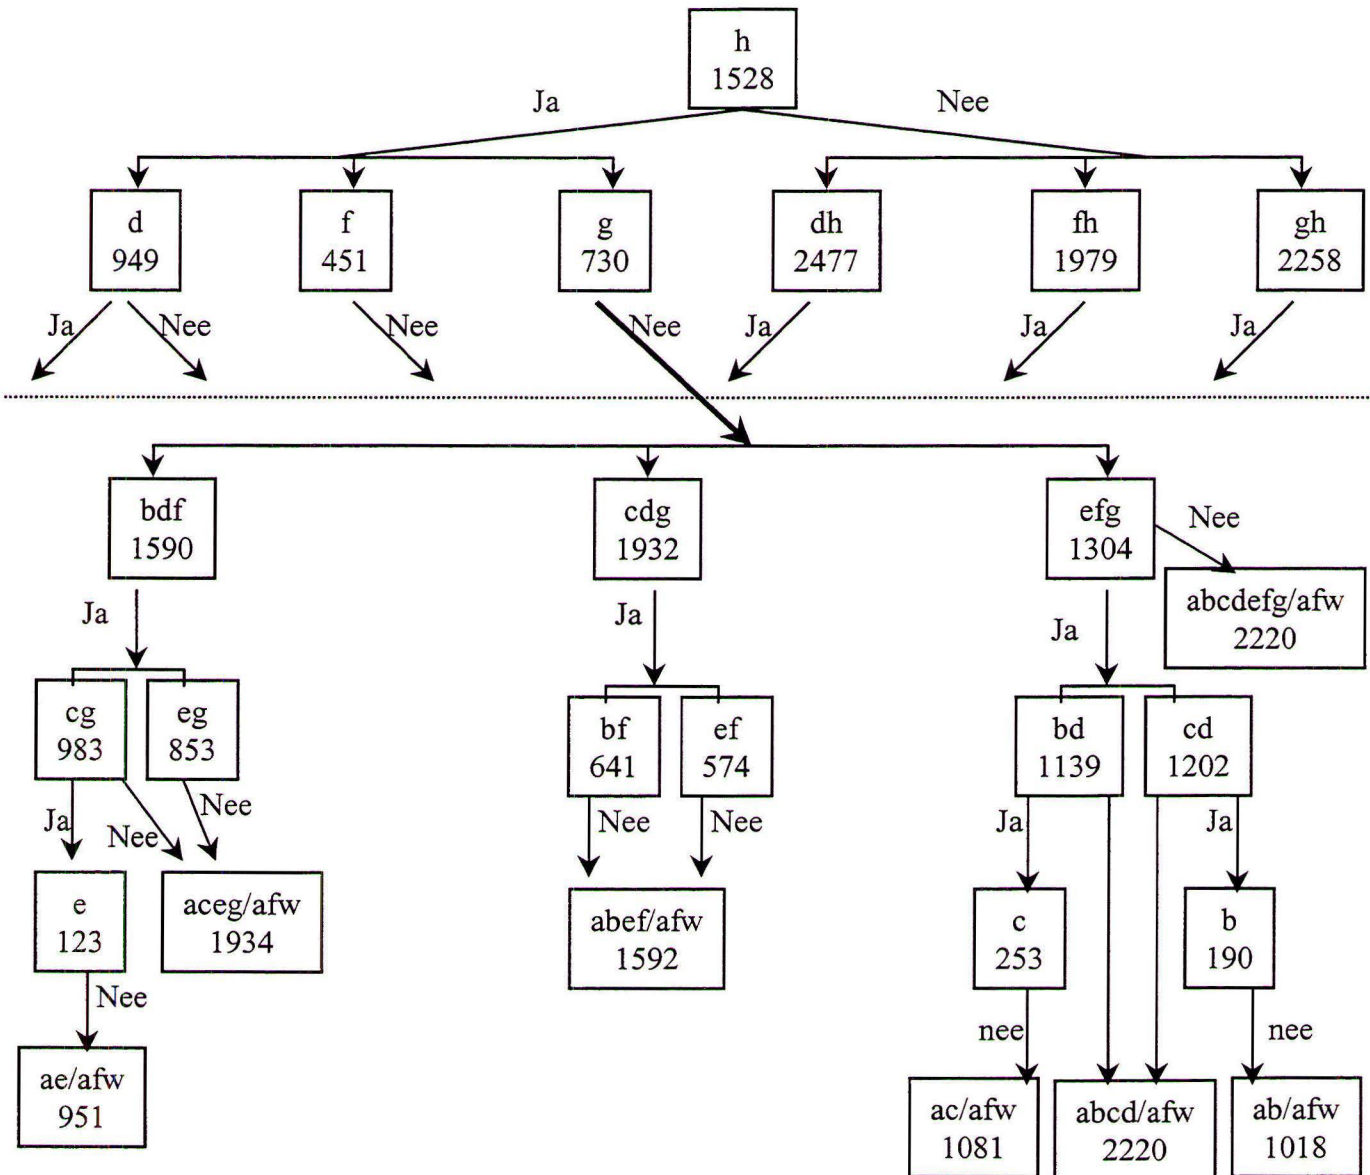 h
1528
Ja
Nee
d
949
f
451
g
730
dh
2477
fh
1979
gh
2258
Ja
Nee
Nee
Nee
Ja
Ja
Ja
bdf
1590
cdg
1932
efg
1304
Nee
abcdefg/afw
2220
Ja
Ja
Ja
cg
983
eg
853
bf
641
ef
574
bd
1139
cd
1202
Ja
Nee
Nee
Nee
Nee
Ja
Ja
e
123
aceg/afw
1934
abef/afw
1592
c
253
b
190
Nee
nee
nee
ae/afw
951
ac/afw
1081
abcd/afw
2220
ab/afw
1018